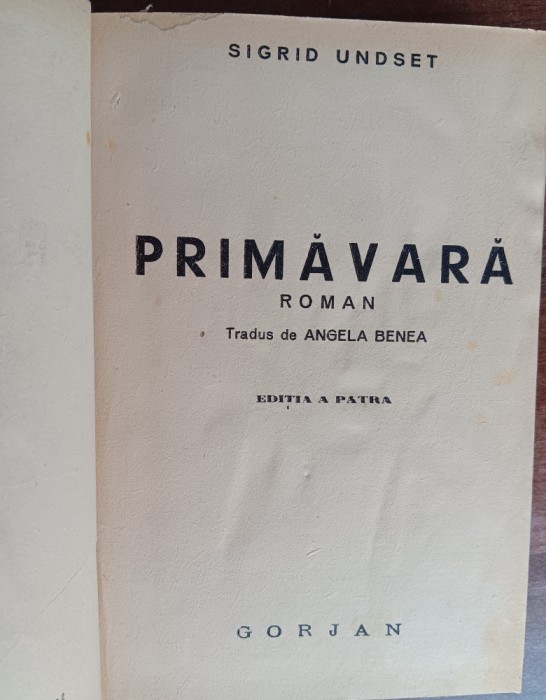 SIGRID UNDSET
PRIMĂVARĂ
ROMAN
Tradus de ANGELA BENEA
EDIȚIA A PATRA
GORJAN